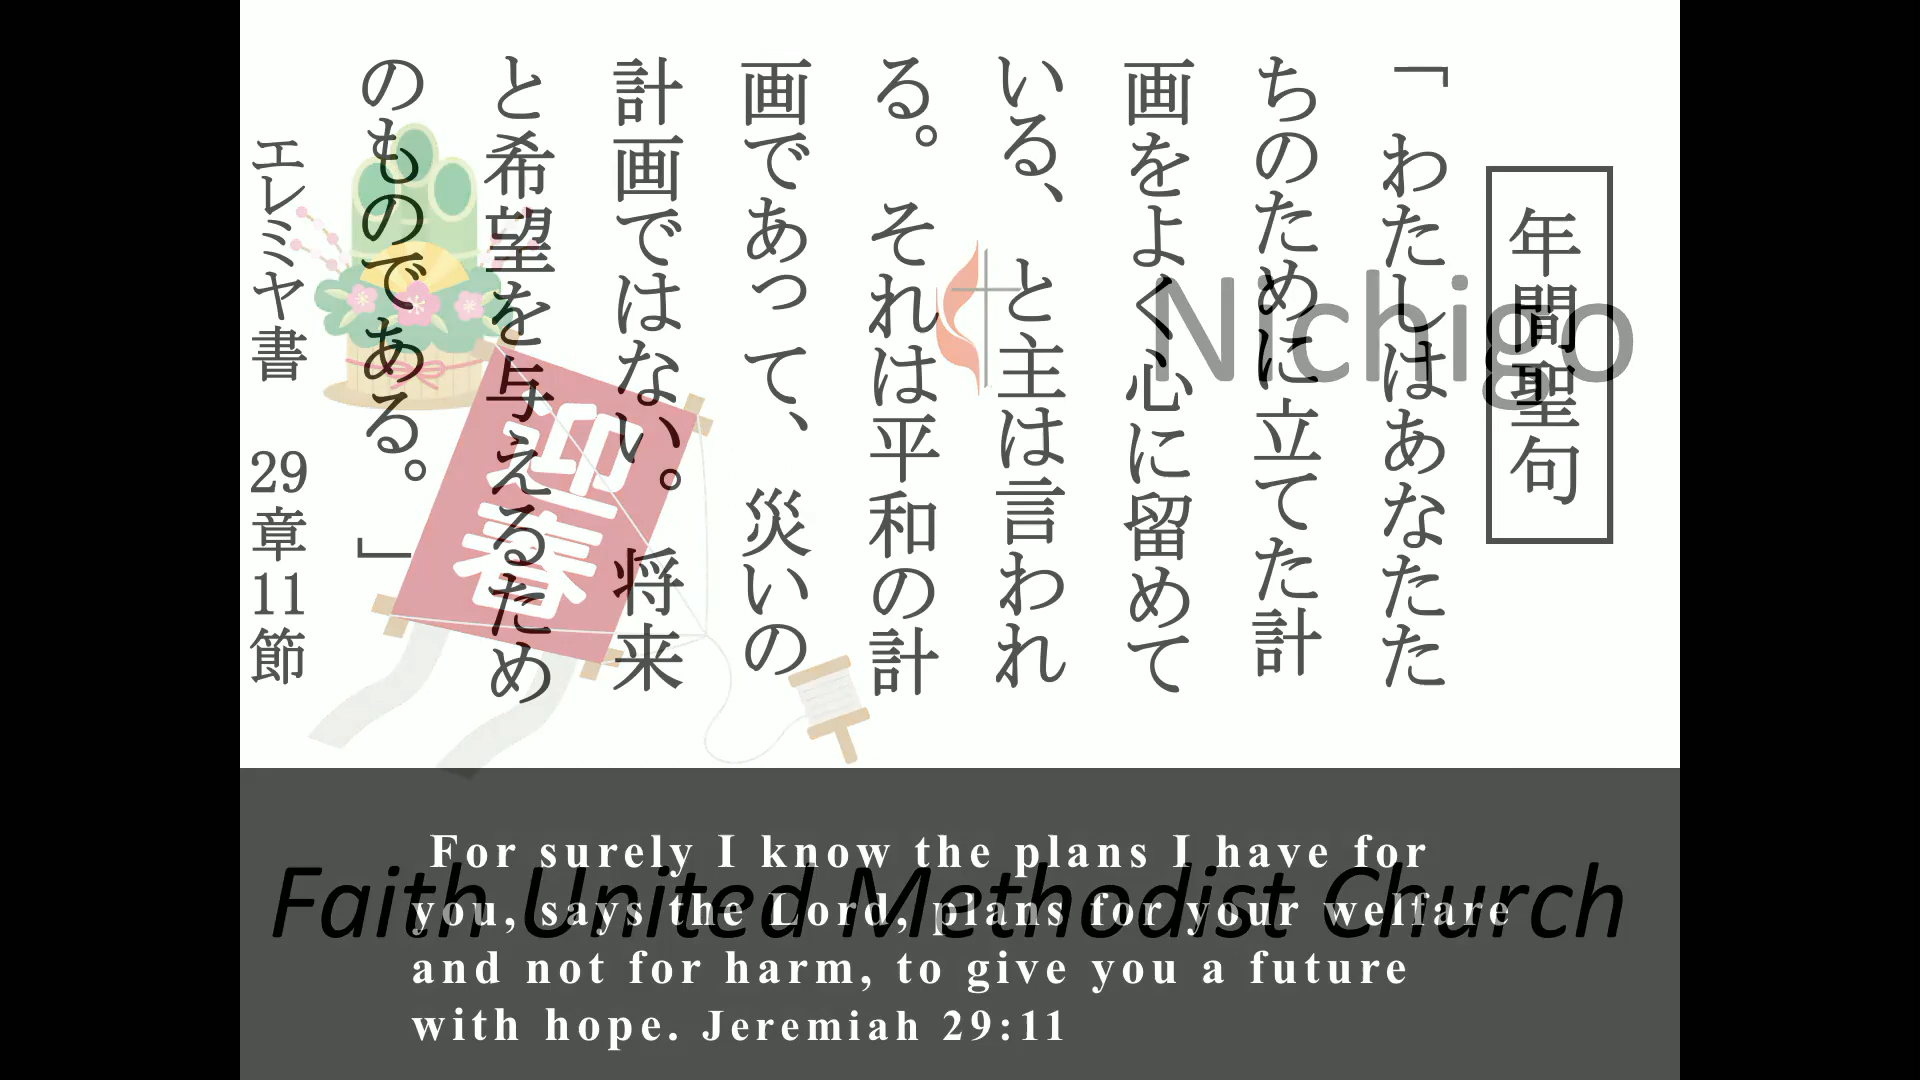 年間聖句
「　わたしはあなたた
ちのために立てた計
画をよく心に留めて
いる、　と主は言われ
る。　それは平和の計
画であって、　災いの
計画ではない。　将来
と希望を与えるため
のものである。　」
エレミヤ書　29章11節
Nichigo
迎春
For surely I know the plans I have for
you, says the Lord, plans for your welfare
and not for harm, to give you a future
with hope. Jeremiah 29:11
Faith United Methodist Church